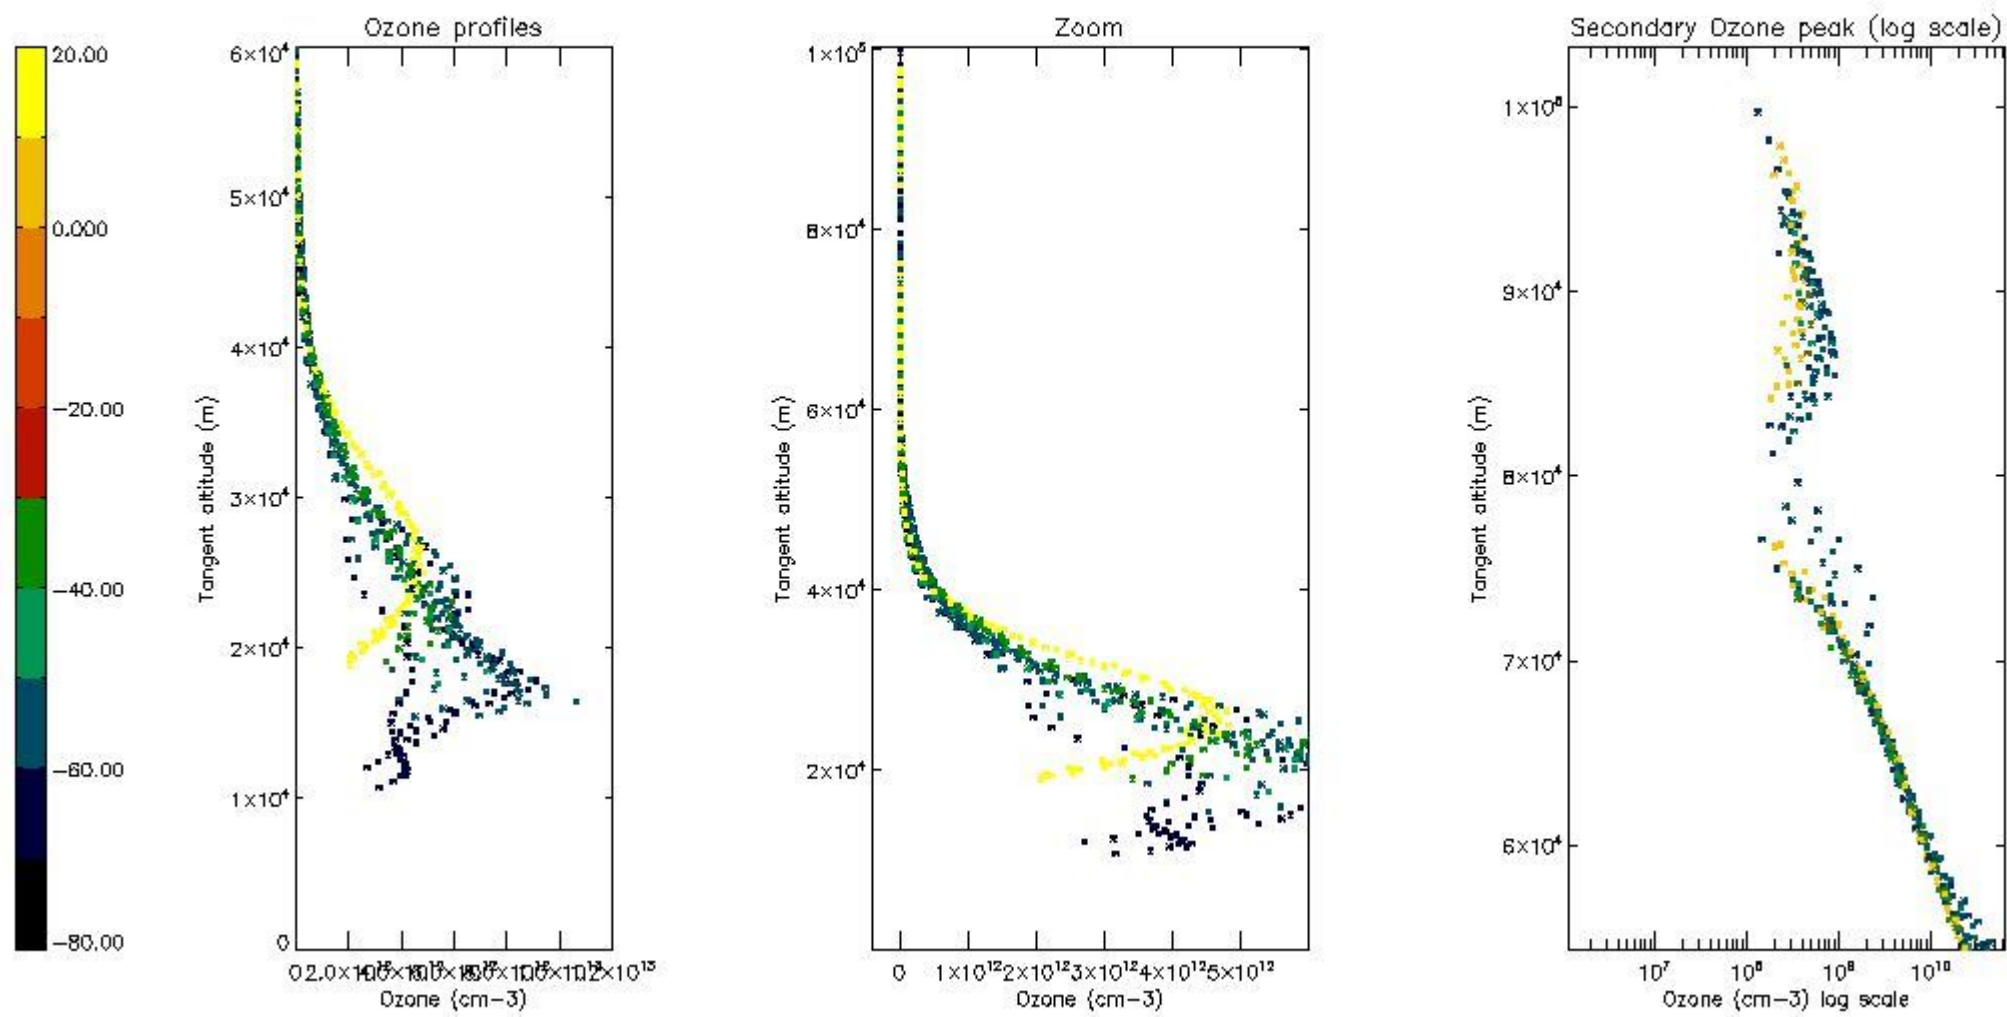 Ozone profiles
Zoom
Secondary Ozone peak (log scale)
20.00
0.000
−20.00
−40.00
−60.00
−80.00
6×10⁴
5×10⁴
4×10⁴
3×10⁴
2×10⁴
1×10⁴
0
Tangent altitude (m)
Ozone (cm−3)
1×10⁵
8×10⁴
6×10⁴
4×10⁴
2×10⁴
Tangent altitude (m)
0 1×10¹² 2×10¹² 3×10¹² 4×10¹² 5×10¹²
Ozone (cm−3)
1×10⁵
9×10⁴
8×10⁴
7×10⁴
6×10⁴
Tangent altitude (m)
10⁷ 10⁸ 10⁹ 10¹⁰
Ozone (cm−3) log scale